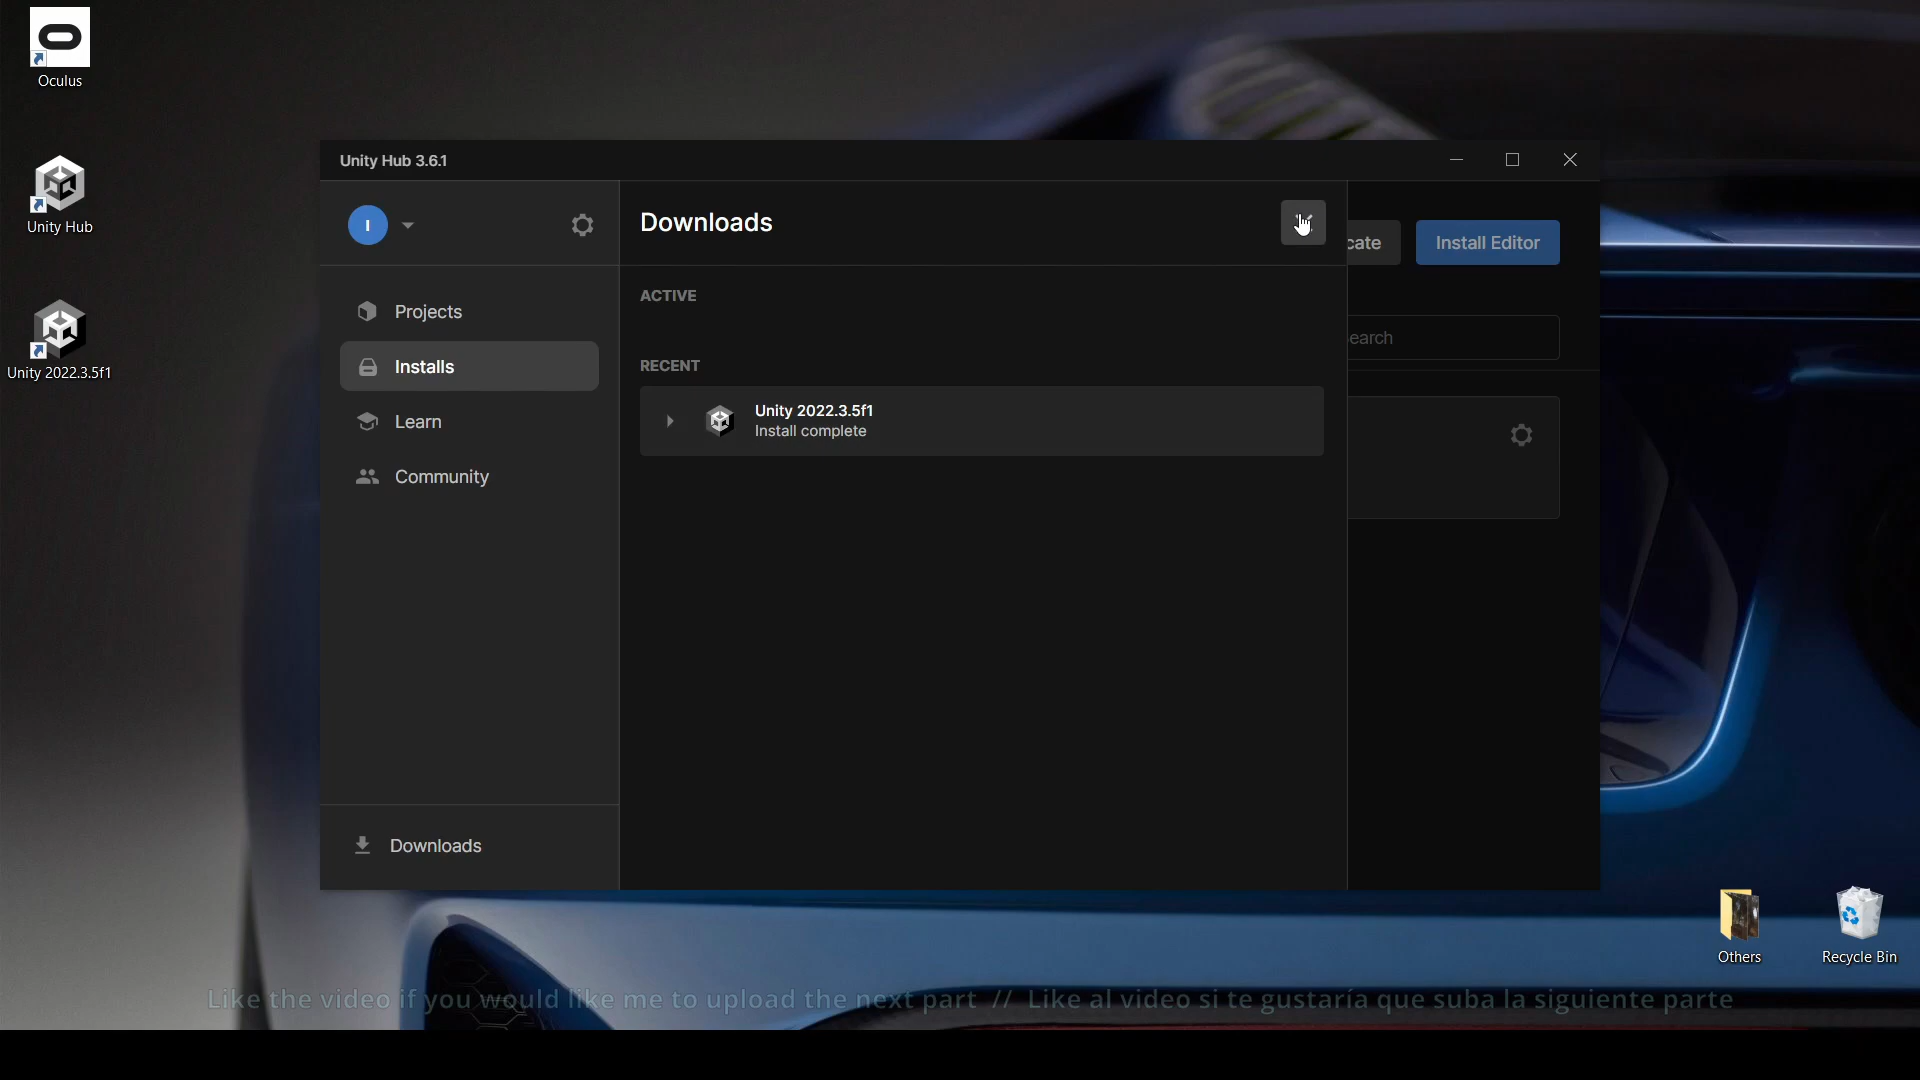 Oculus
Unity Hub
Unity 2022.3.5f1
Unity Hub 3.6.1
I
Downloads
cate
Install Editor
Projects
ACTIVE
earch
Installs
RECENT
Unity 2022.3.5f1
Install complete
Learn
Community
Downloads
Others
Recycle Bin
Like the video if you would like me to upload the next part // Like al video si te gustaría que suba la siguiente parte